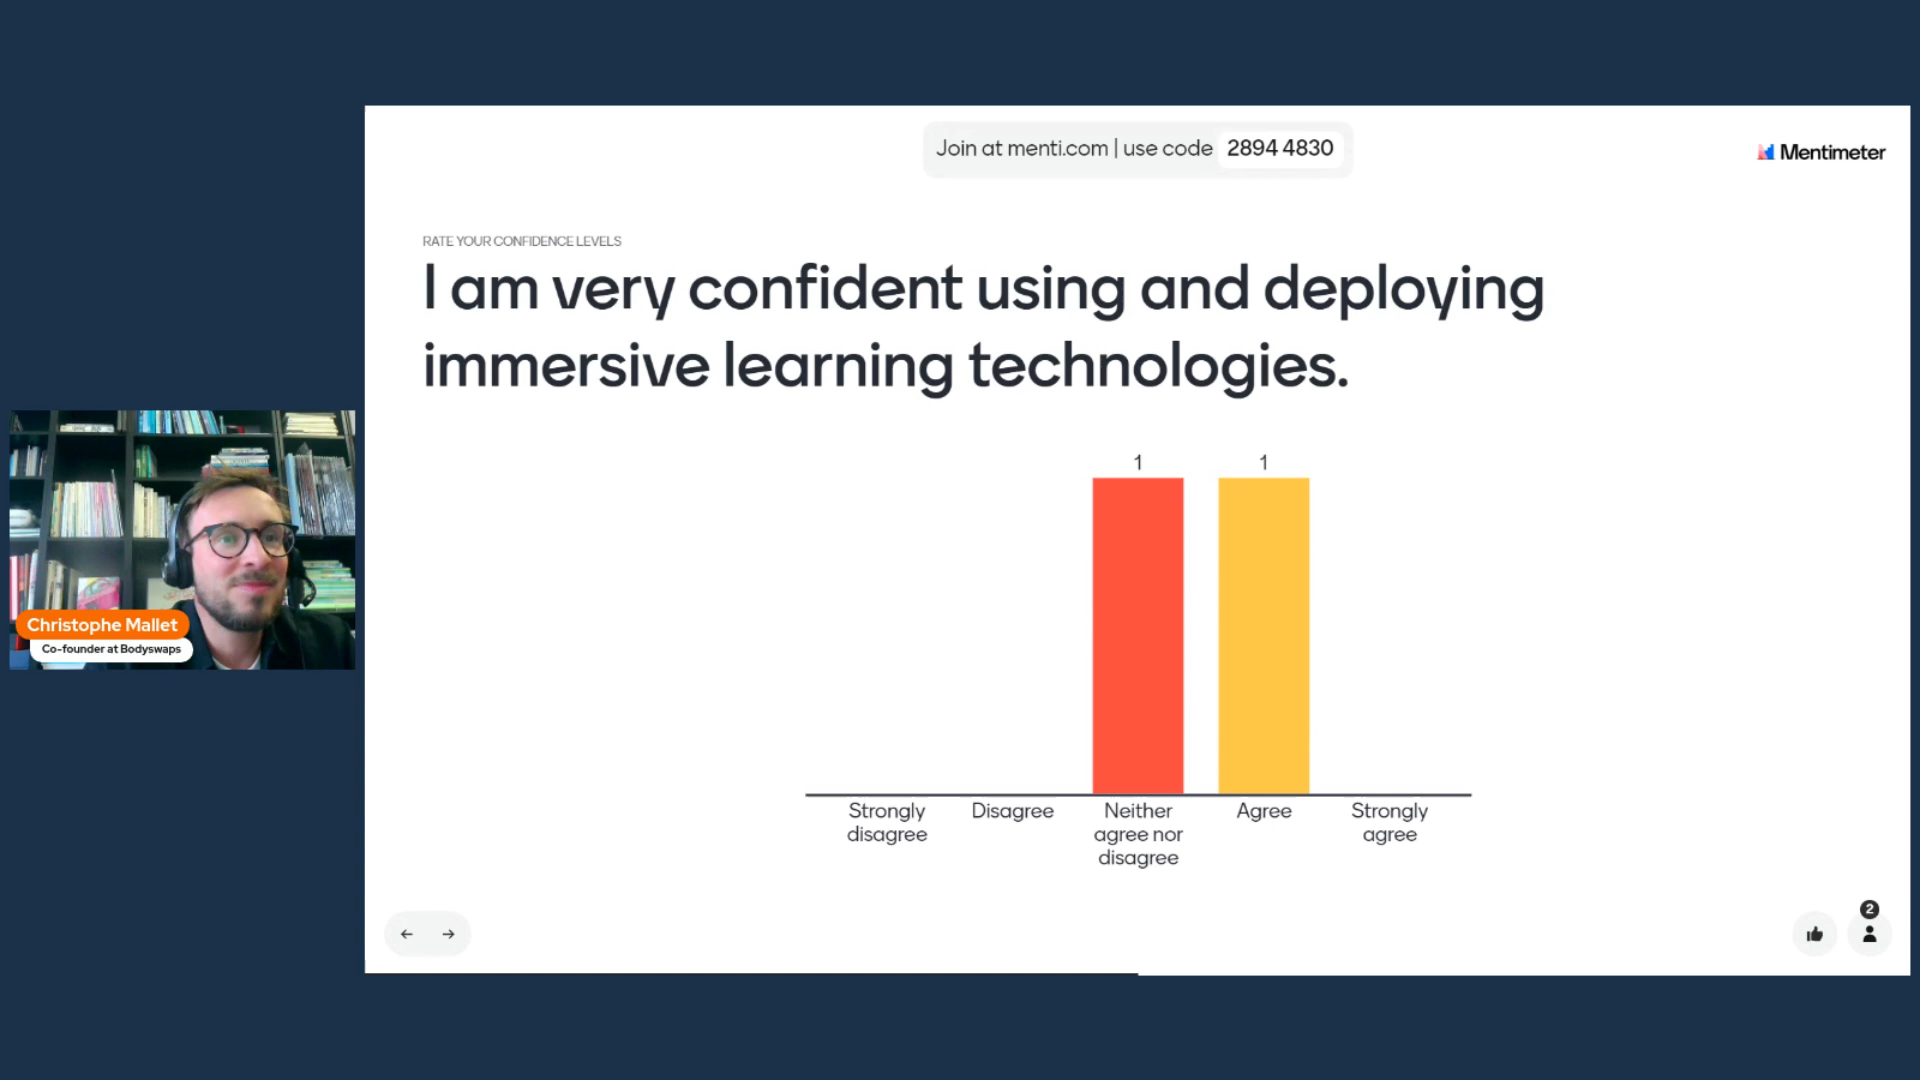 Join at menti.com | use code 2894 4830
Mentimeter
RATE YOUR CONFIDENCE LEVELS
I am very confident using and deploying
immersive learning technologies.
1
1
Strongly
disagree
Disagree
Neither
agree nor
disagree
Agree
Strongly
agree
Christophe Mallet
Co-founder at Bodyswaps
2